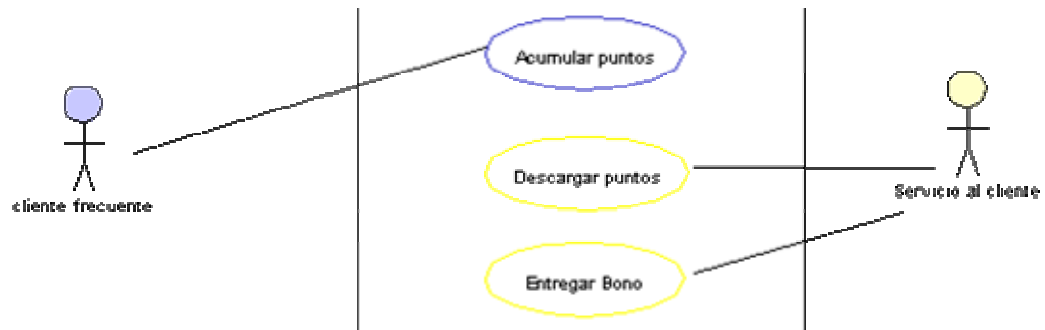 Acumular puntos
cliente frecuente
Descargar puntos
Servicio al cliente
Entregar Bono